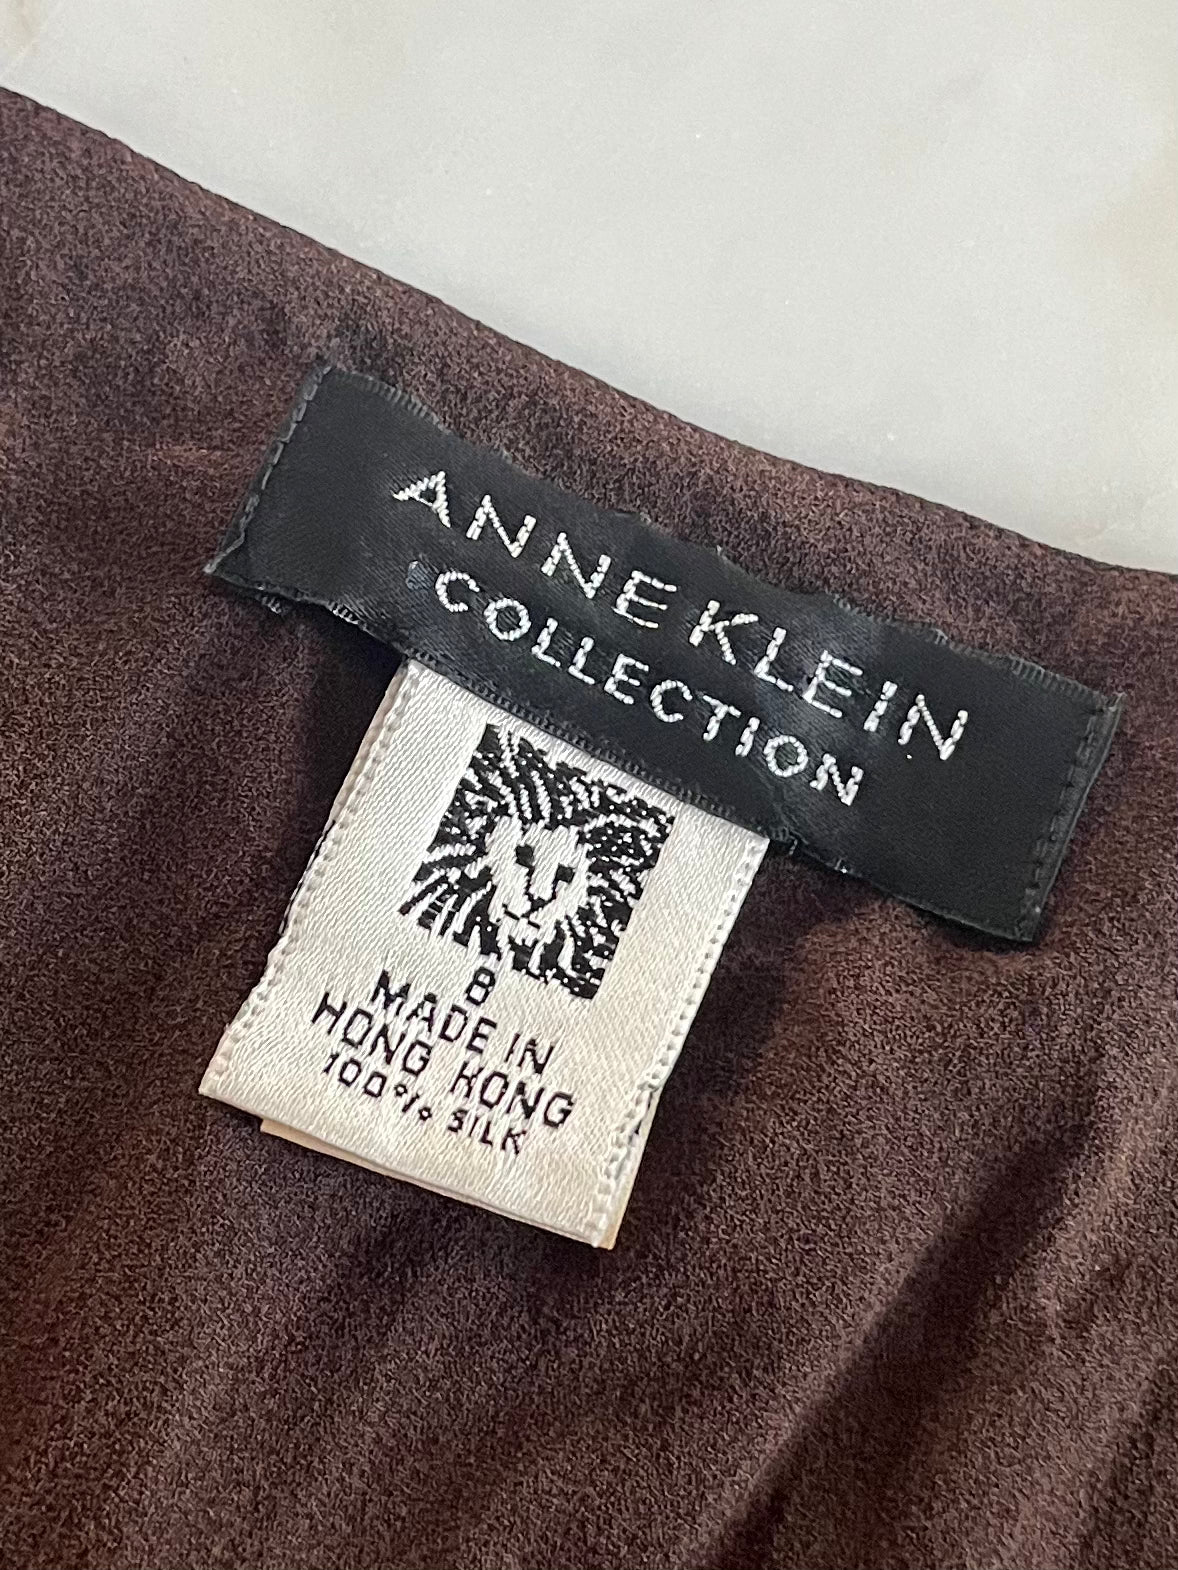 ANNE KLEIN
COLLECTION
8
MADE IN
HONG KONG
100% SILK